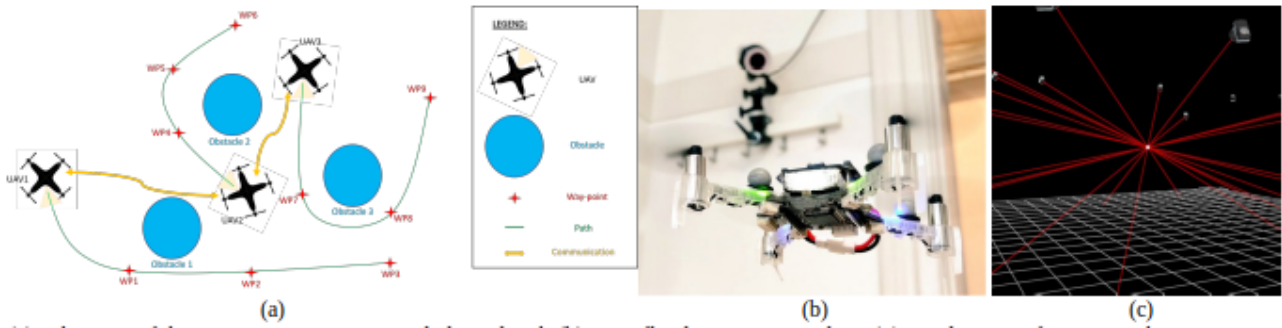 WP6
UAV3
LEGEND:
WP5
UAV
WP9
WP4
Obstacle 2
Obstacle
UAV1
WP7
Way-point
UAV2
Obstacle 3
WP8
Path
Obstacle 1
Communication
WP1
WP2
WP3
(a)
(b)
(c)